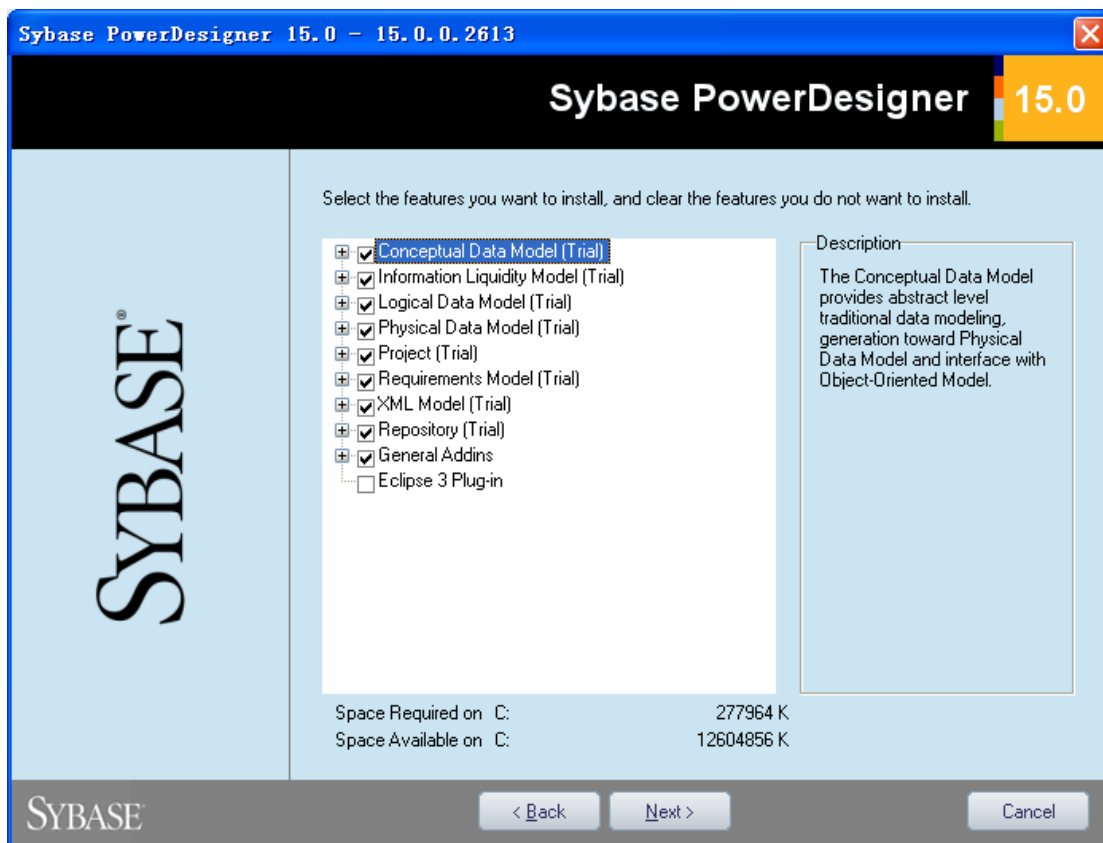 Sybase PowerDesigner 15.0 - 15.0.0.2613
Sybase PowerDesigner 15.0
SYBASE
Select the features you want to install, and clear the features you do not want to install.
Conceptual Data Model (Trial)
Information Liquidity Model (Trial)
Logical Data Model (Trial)
Physical Data Model (Trial)
Project (Trial)
Requirements Model (Trial)
XML Model (Trial)
Repository (Trial)
General Addins
Eclipse 3 Plug-in
Description
The Conceptual Data Model
provides abstract level
traditional data modeling,
generation toward Physical
Data Model and interface with
Object-Oriented Model.
Space Required on C: 277964 K
Space Available on C: 12604856 K
SYBASE
< Back
Next >
Cancel